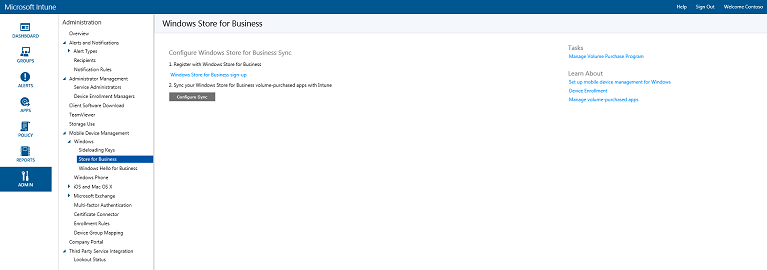 Microsoft Intune
Help
Sign Out
Welcome Contoso
DASHBOARD
GROUPS
ALERTS
APPS
POLICY
REPORTS
ADMIN
Administration
Overview
Alerts and Notifications
Alert Types
Recipients
Notification Rules
Administrator Management
Service Administrators
Device Enrollment Managers
Client Software Download
TeamViewer
Storage Use
Mobile Device Management
Windows
Sideloading Keys
Store for Business
Windows Hello for Business
Windows Phone
iOS and Mac OS X
Microsoft Exchange
Multi-factor Authentication
Certificate Connector
Enrollment Rules
Device Group Mapping
Company Portal
Third Party Service Integration
Lookout Status
Windows Store for Business
Configure Windows Store for Business Sync
1. Register with Windows Store for Business
Windows Store for Business sign-up
2. Sync your Windows Store for Business volume-purchased apps with Intune
Configure Sync
Tasks
Manage Volume Purchase Program
Learn About
Set up mobile device management for Windows
Device Enrollment
Manage volume-purchased apps